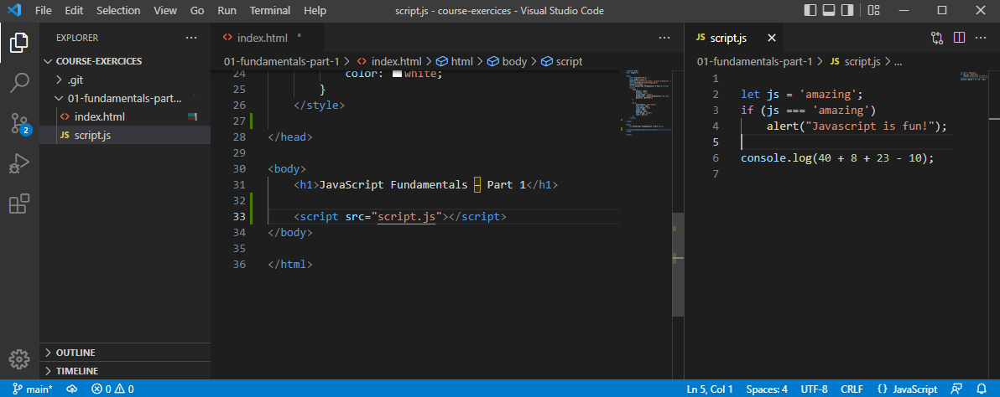 File Edit Selection View Go Run Terminal Help script.js - course-exercices - Visual Studio Code
EXPLORER
COURSE-EXERCICES
.git
01-fundamentals-part...
index.html
JS script.js
OUTLINE
TIMELINE
index.html
01-fundamentals-part-1 > index.html > html > body > script
24 color: white;
25 }
26 </style>
27
28 </head>
29
30 <body>
31 <h1>JavaScript Fundamentals – Part 1</h1>
32
33 <script src="script.js"></script>
34 </body>
35
36 </html>
JS script.js
01-fundamentals-part-1 > JS script.js > ...
1
2 let js = 'amazing';
3 if (js === 'amazing')
4 alert("Javascript is fun!");
5
6 console.log(40 + 8 + 23 - 10);
7
2
main* 0 0 Ln 5, Col 1 Spaces: 4 UTF-8 CRLF {} JavaScript